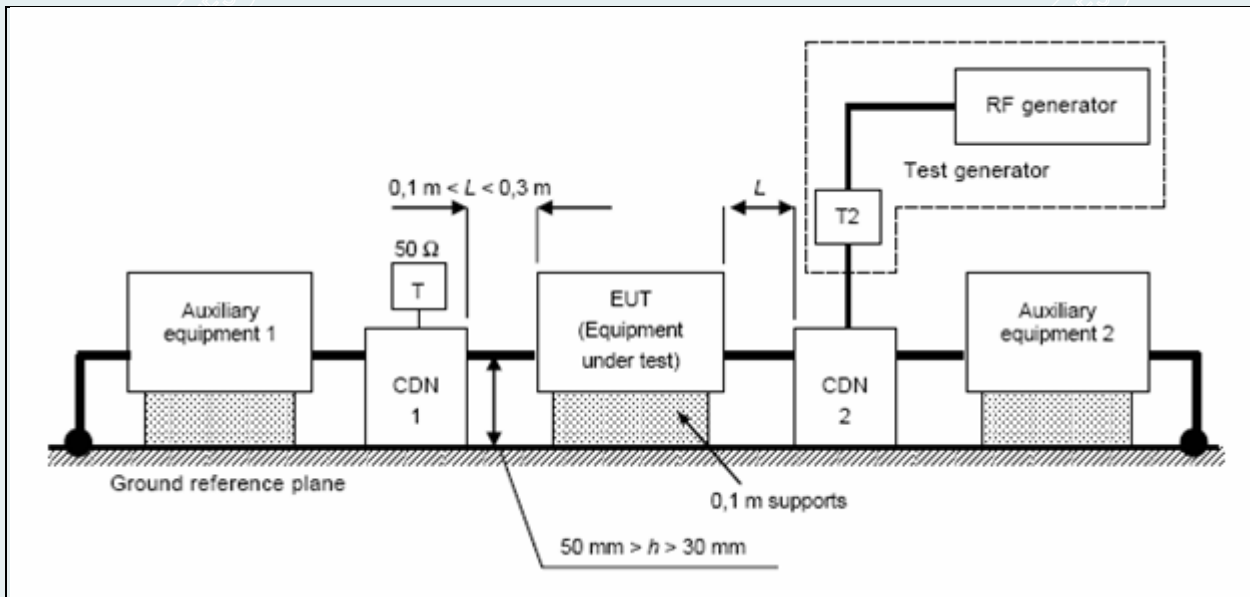 RF generator
Test generator
0,1 m < L < 0,3 m
L
T2
50 Ω
T
Auxiliary
equipment 1
EUT
(Equipment
under test)
Auxiliary
equipment 2
CDN
1
CDN
2
Ground reference plane
0,1 m supports
50 mm > h > 30 mm